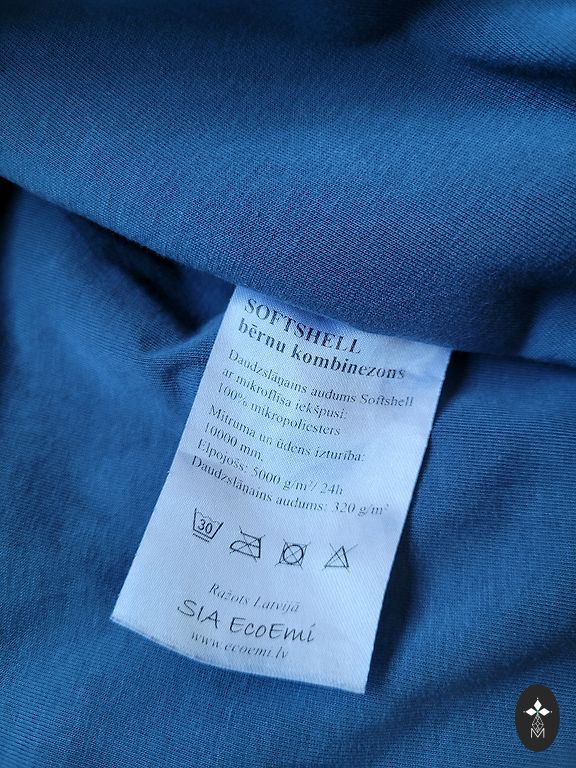 SOFTSHELL
bērnu kombinezons
Daudzslāņains audums Softshell
ar mikroflīsa iekšpusi:
100% mikropoliesters
Mitruma un ūdens izturība:
10000 mm.
Elpojošs: 5000 g/m²/ 24h
Daudzslāņains audums: 320 g/m²
30
Ražots Latvijā
SIA EcoEmi
www.ecoemi.lv
M